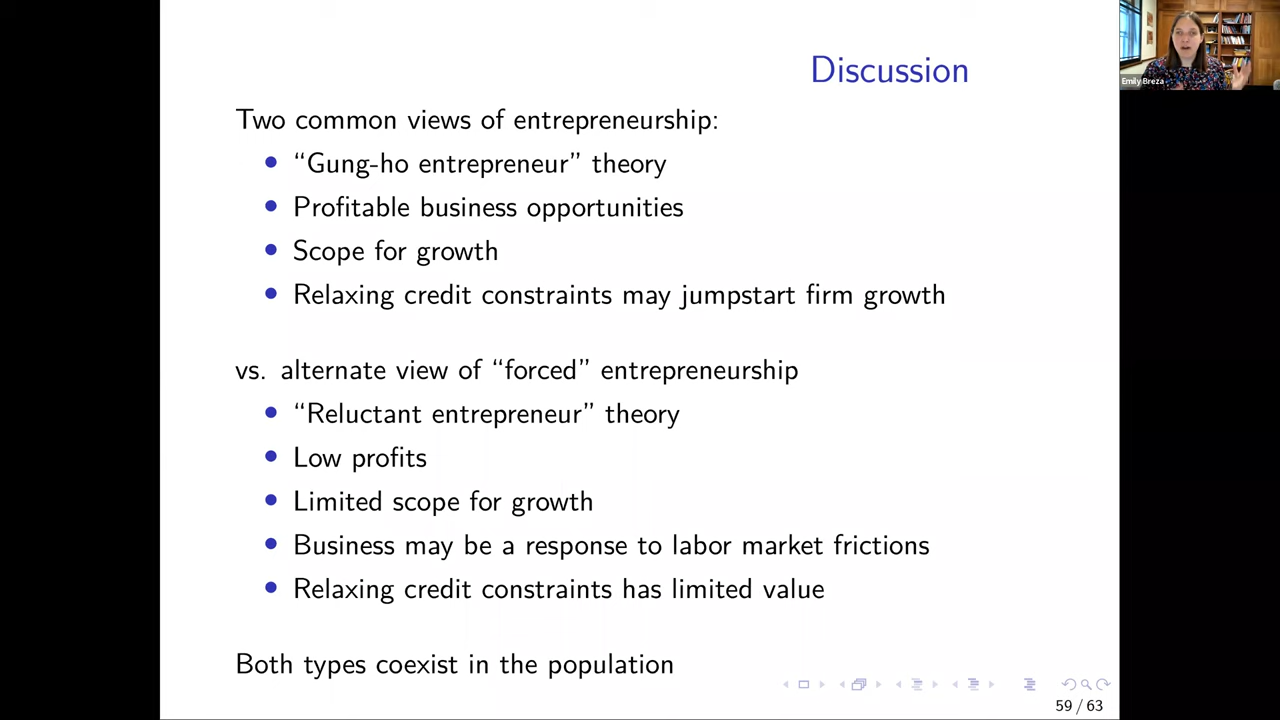 Discussion
Emily Breza
Two common views of entrepreneurship:
• “Gung-ho entrepreneur” theory
• Profitable business opportunities
• Scope for growth
• Relaxing credit constraints may jumpstart firm growth
vs. alternate view of “forced” entrepreneurship
• “Reluctant entrepreneur” theory
• Low profits
• Limited scope for growth
• Business may be a response to labor market frictions
• Relaxing credit constraints has limited value
Both types coexist in the population
59 / 63